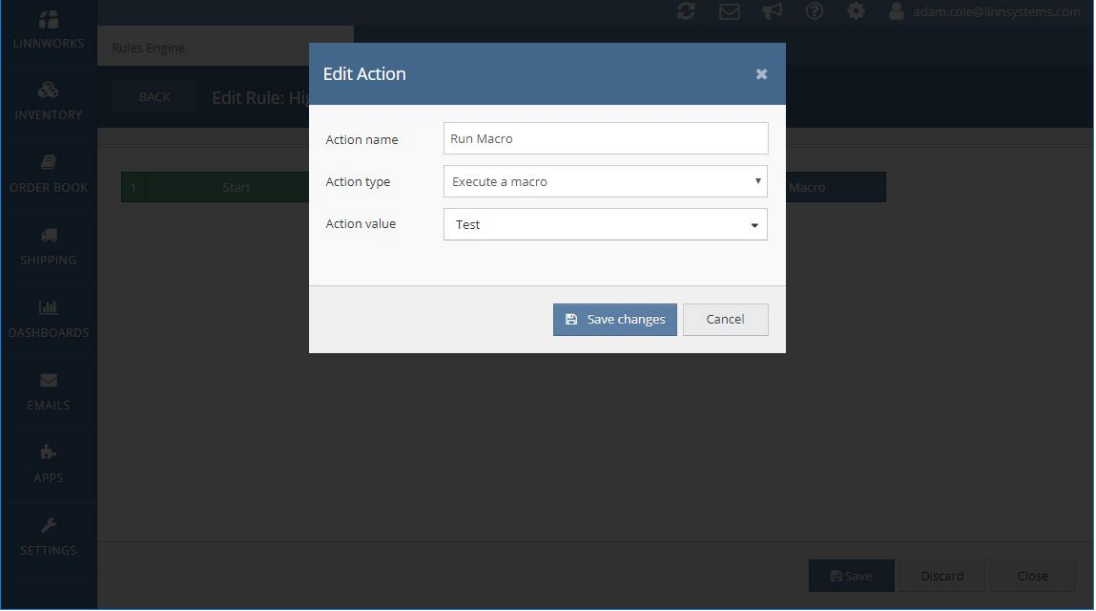 LINNWORKS
adam.cole@linnsystems.com
Rules Engine
INVENTORY
BACK
Edit Rule: Hig
Edit Action
Action name
Run Macro
Action type
Execute a macro
Action value
Test
Save changes
Cancel
ORDER BOOK
1
Start
Macro
SHIPPING
DASHBOARDS
EMAILS
APPS
SETTINGS
Save
Discard
Close